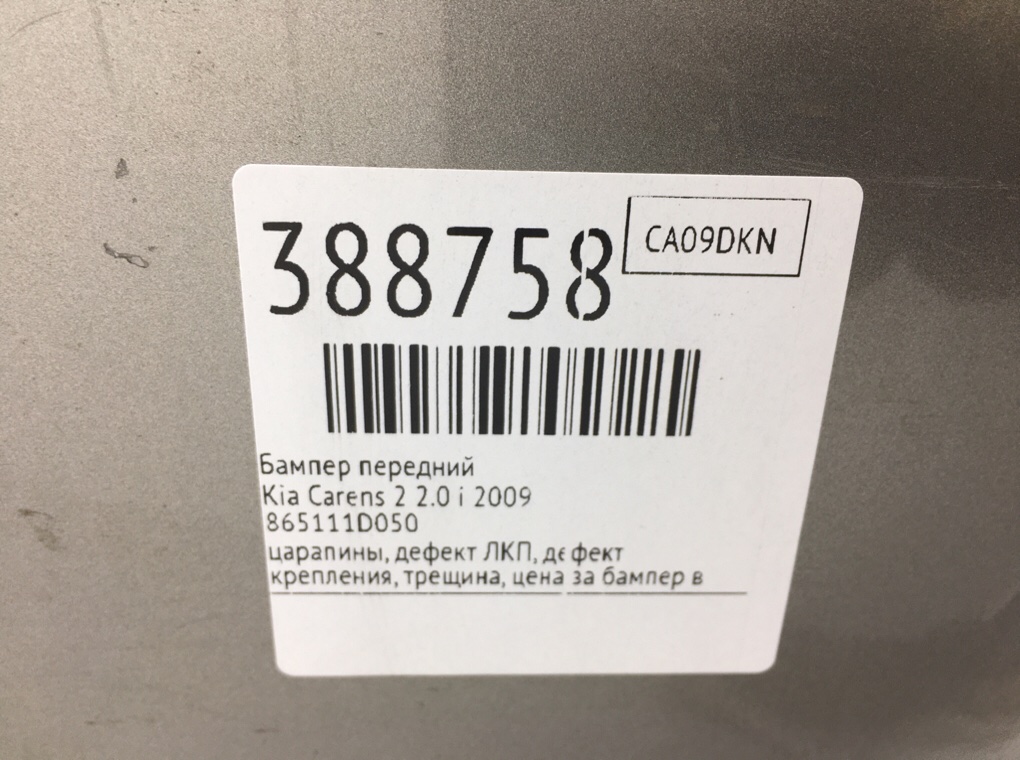 388758
CA09DKN
Бампер передний
Kia Carens 2 2.0 i 2009
865111D050
царапины, дефект ЛКП, дефект
крепления, трещина, цена за бампер в